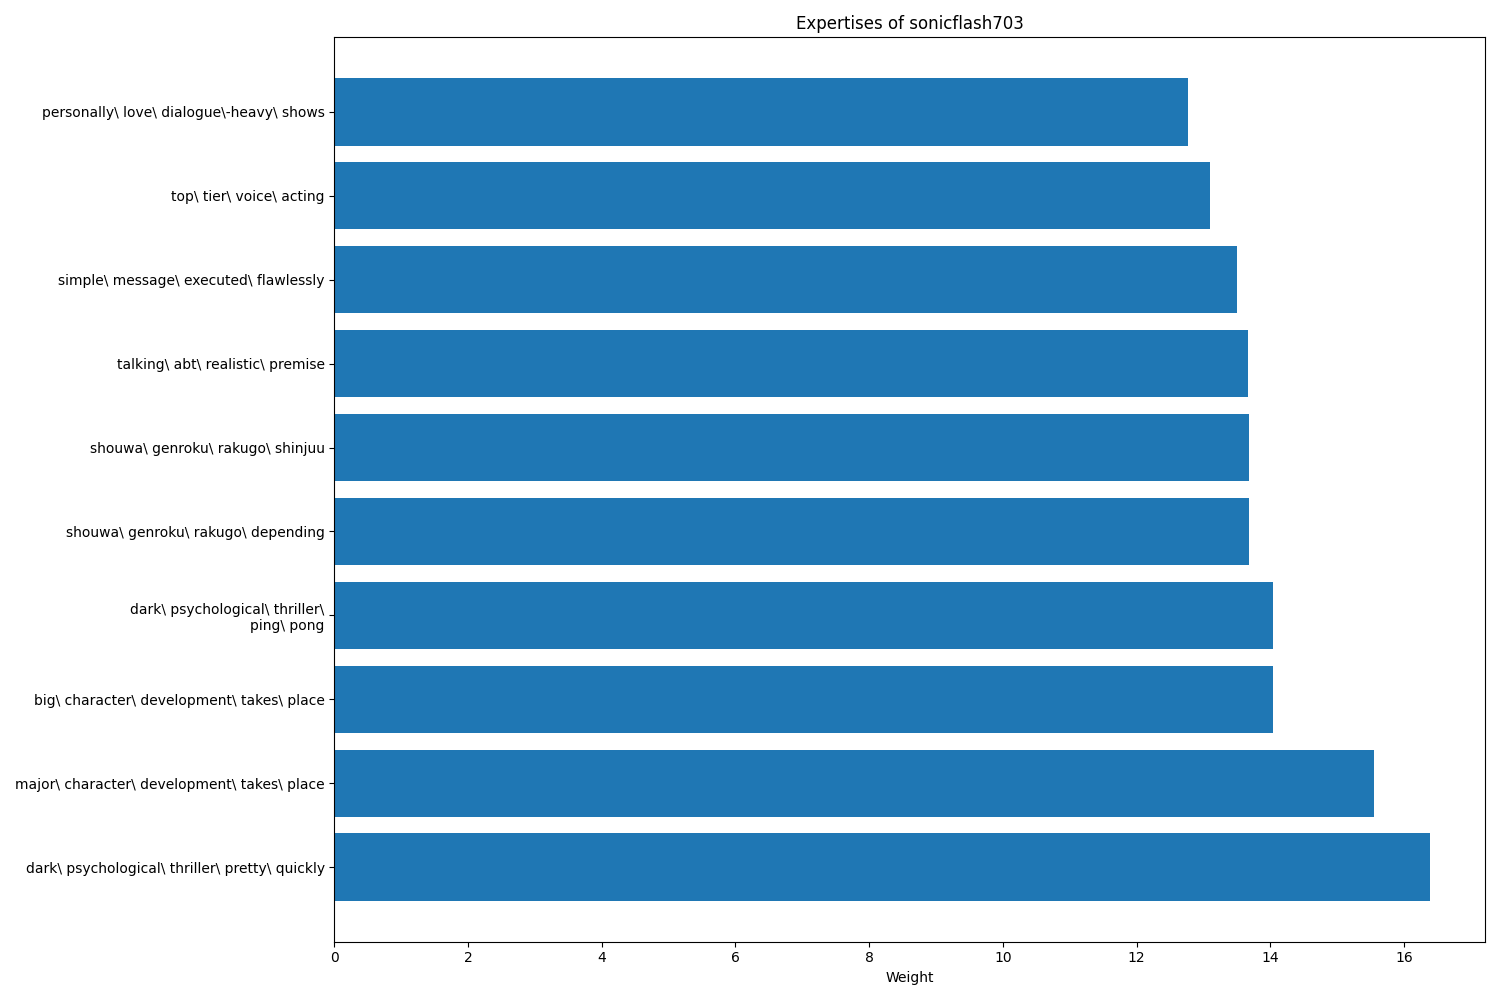 Expertises of sonicflash703
personally\ love\ dialogue\-heavy\ shows
top\ tier\ voice\ acting
simple\ message\ executed\ flawlessly
talking\ abt\ realistic\ premise
shouwa\ genroku\ rakugo\ shinjuu
shouwa\ genroku\ rakugo\ depending
dark\ psychological\ thriller\
ping\ pong
big\ character\ development\ takes\ place
major\ character\ development\ takes\ place
dark\ psychological\ thriller\ pretty\ quickly
0 2 4 6 8 10 12 14 16
Weight